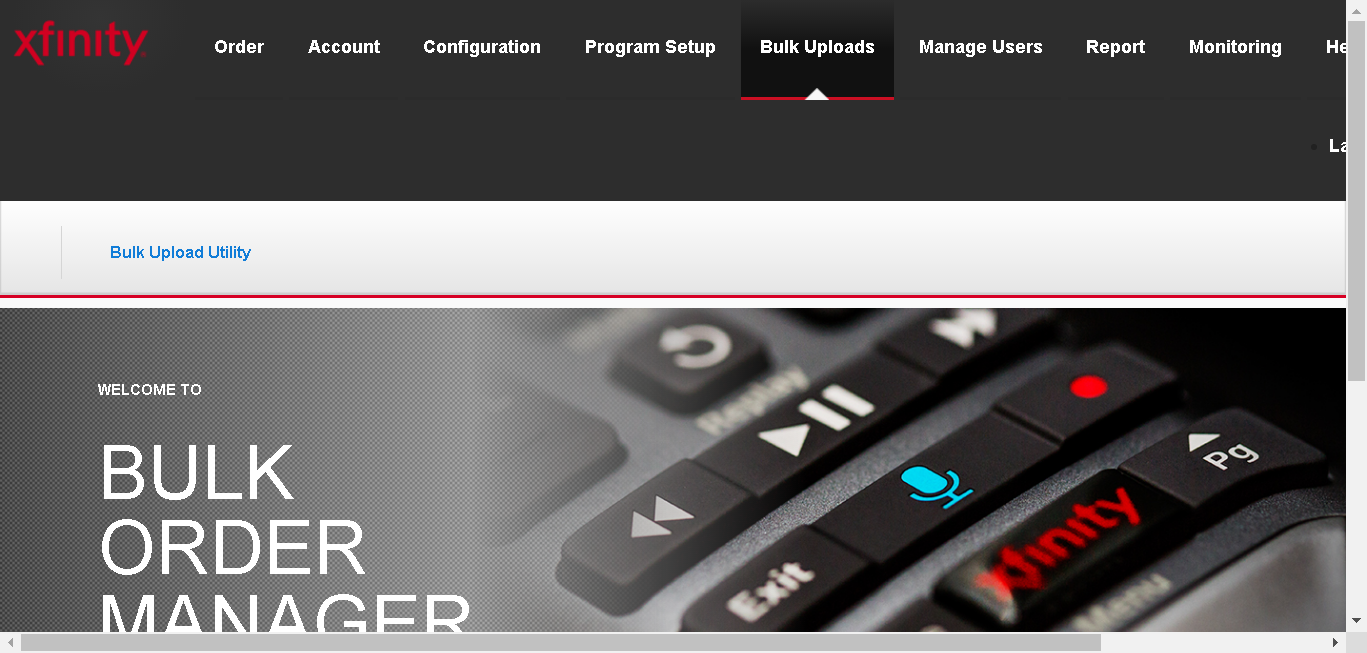 xfinity
Order Account Configuration Program Setup Bulk Uploads Manage Users Report Monitoring He
La
Bulk Upload Utility
WELCOME TO
BULK
ORDER
MANAGER
Replay
Pg
Exit
xfinity
Menu